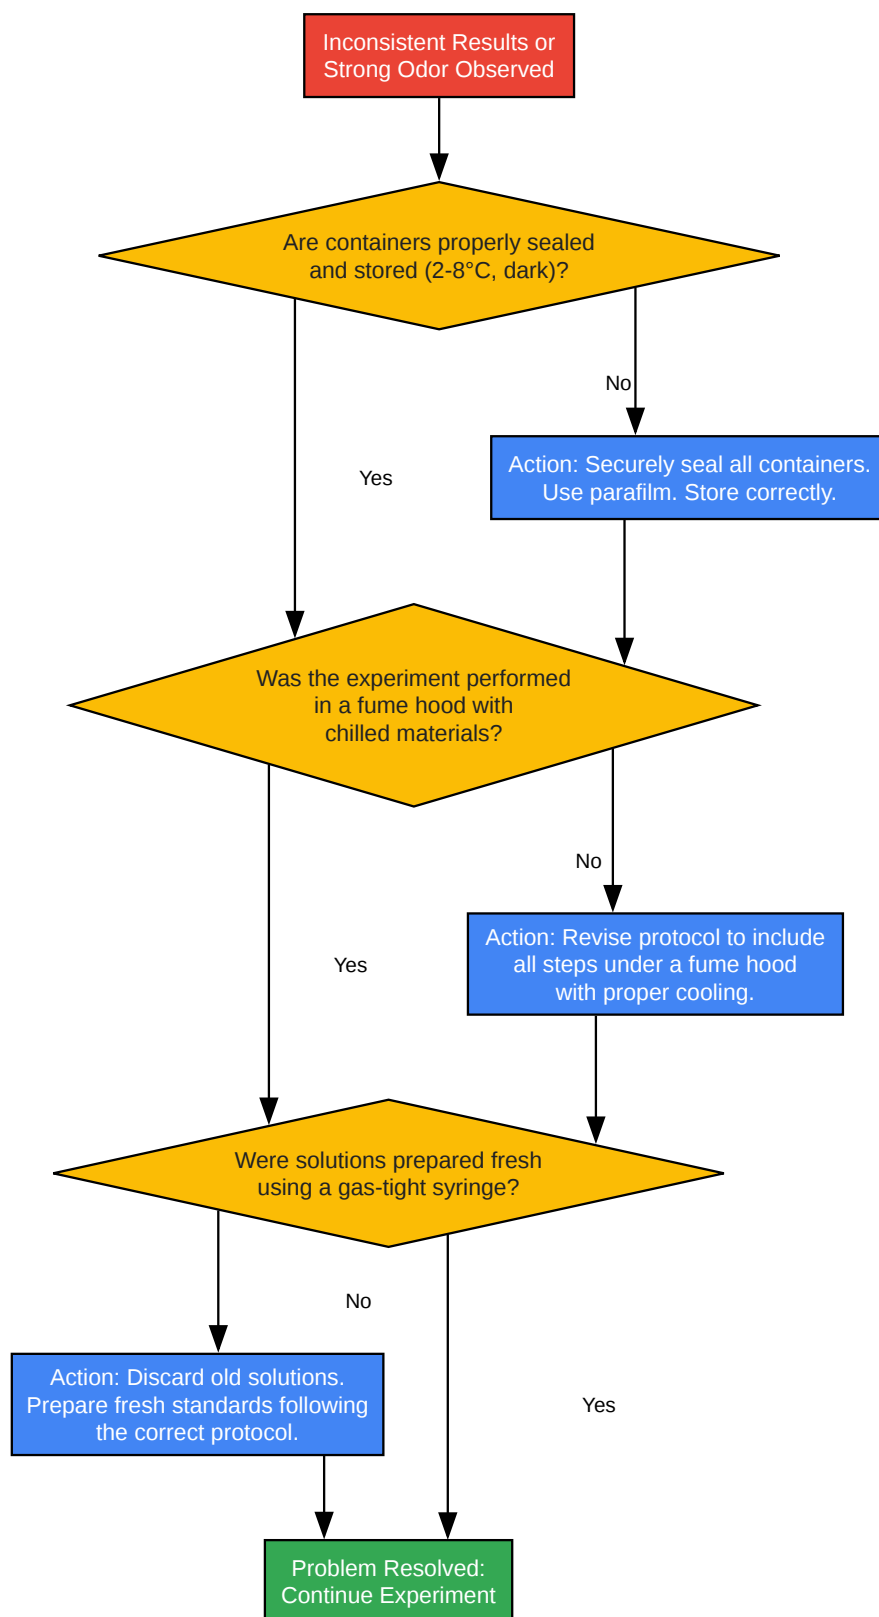 Inconsistent Results or
Strong Odor Observed
Are containers properly sealed
and stored (2-8°C, dark)?
No
Action: Securely seal all containers.
Use parafilm. Store correctly.
Yes
Was the experiment performed
in a fume hood with
chilled materials?
No
Action: Revise protocol to include
all steps under a fume hood
with proper cooling.
Yes
Were solutions prepared fresh
using a gas-tight syringe?
No
Action: Discard old solutions.
Prepare fresh standards following
the correct protocol.
Yes
Problem Resolved:
Continue Experiment